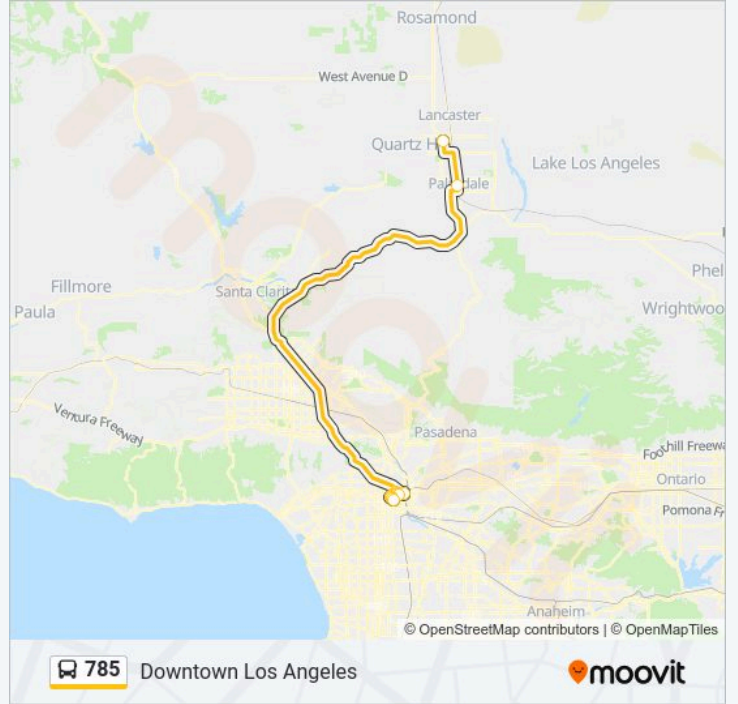 Rosamond
West Avenue D
Lancaster
Quartz H
Lake Los Angeles
Palmdale
Phel
Fillmore
Santa Clarit
Wrightwoo
Paula
Ventura Freeway
Pasadena
Foothill Freewa
Ontario
Pomona Fr
Anaheim
© OpenStreetMap contributors | © OpenMapTiles
785 Downtown Los Angeles
moovit